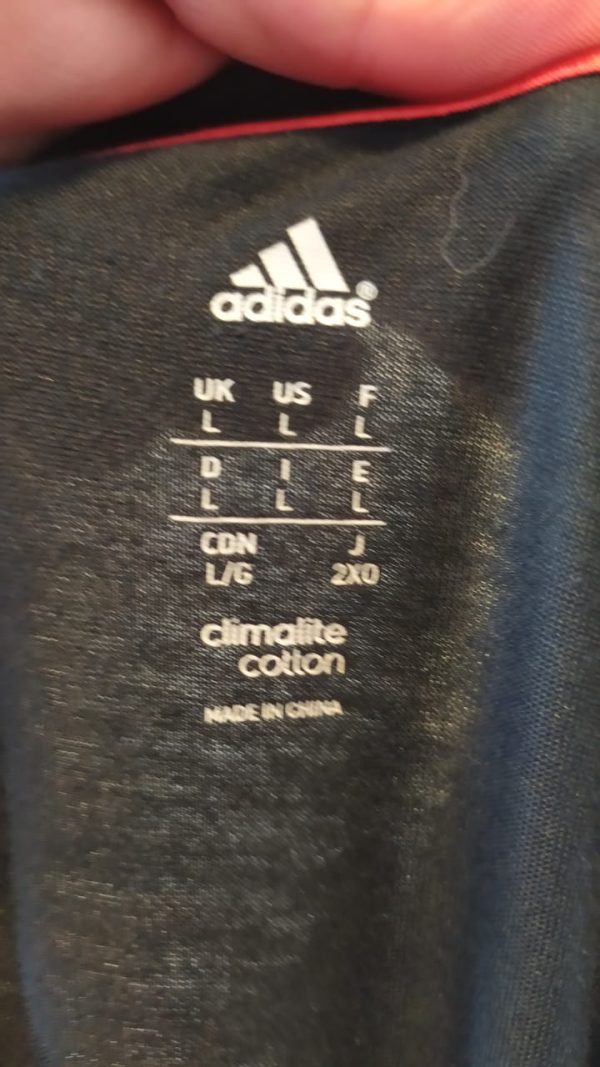 adidas®
UK US F
L L L
D I E
L L L
CDN J
L/G 2XO
climalite
cotton
MADE IN CHINA